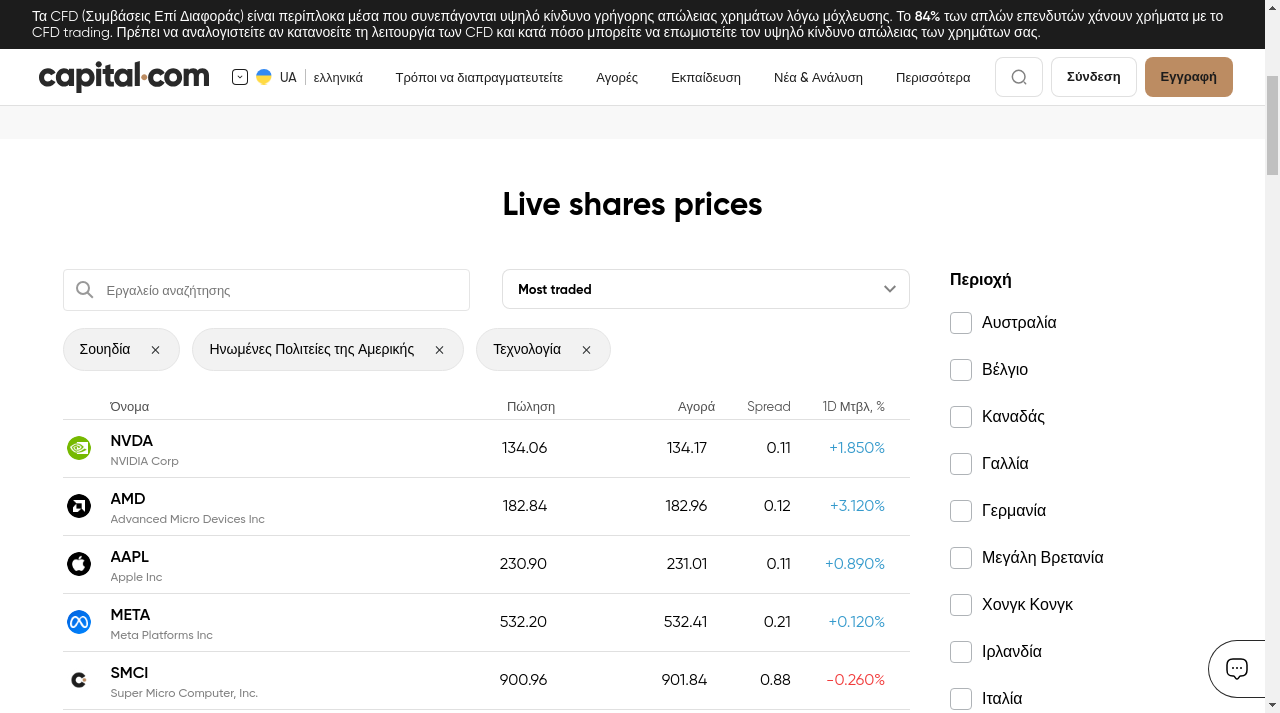 Τα CFD (Συμβάσεις Επί Διαφοράς) είναι περίπλοκα μέσα που συνεπάγονται υψηλό κίνδυνο γρήγορης απώλειας χρημάτων λόγω μόχλευσης. Το 84% των απλών επενδυτών χάνουν χρήματα με το
CFD trading. Πρέπει να αναλογιστείτε αν κατανοείτε τη λειτουργία των CFD και κατά πόσο μπορείτε να επωμιστείτε τον υψηλό κίνδυνο απώλειας των χρημάτων σας.
capital.com UA ελληνικά Τρόποι να διαπραγματευτείτε Αγορές Εκπαίδευση Νέα & Ανάλυση Περισσότερα Σύνδεση Εγγραφή
Live shares prices
Εργαλείο αναζήτησης
Most traded
Σουηδία Ηνωμένες Πολιτείες της Αμερικής Τεχνολογία
Όνομα Πώληση Αγορά Spread 1D Μτβλ, %
NVDA 134.06 134.17 0.11 +1.850%
NVIDIA Corp
AMD 182.84 182.96 0.12 +3.120%
Advanced Micro Devices Inc
AAPL 230.90 231.01 0.11 +0.890%
Apple Inc
META 532.20 532.41 0.21 +0.120%
Meta Platforms Inc
SMCI 900.96 901.84 0.88 -0.260%
Super Micro Computer, Inc.
Περιοχή
Αυστραλία
Βέλγιο
Καναδάς
Γαλλία
Γερμανία
Μεγάλη Βρετανία
Χονγκ Κονγκ
Ιρλανδία
Ιταλία